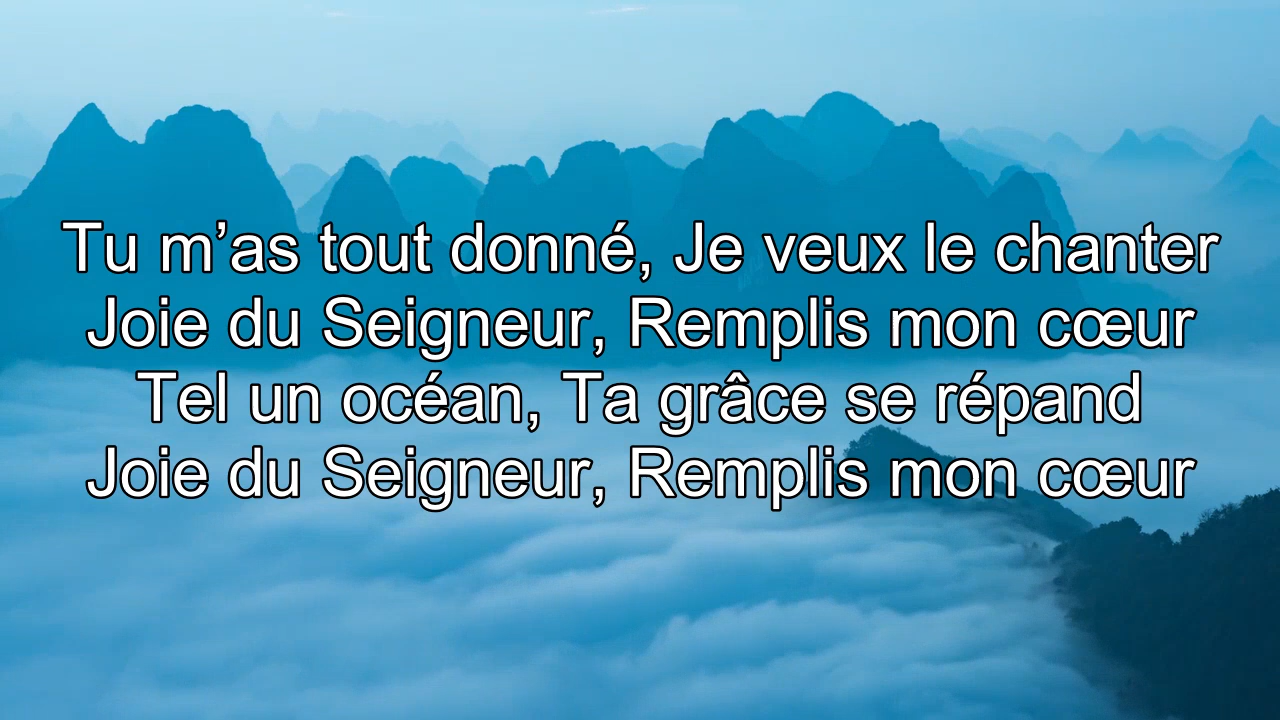 Tu m’as tout donné, Je veux le chanter
Joie du Seigneur, Remplis mon cœur
Tel un océan, Ta grâce se répand
Joie du Seigneur, Remplis mon cœur